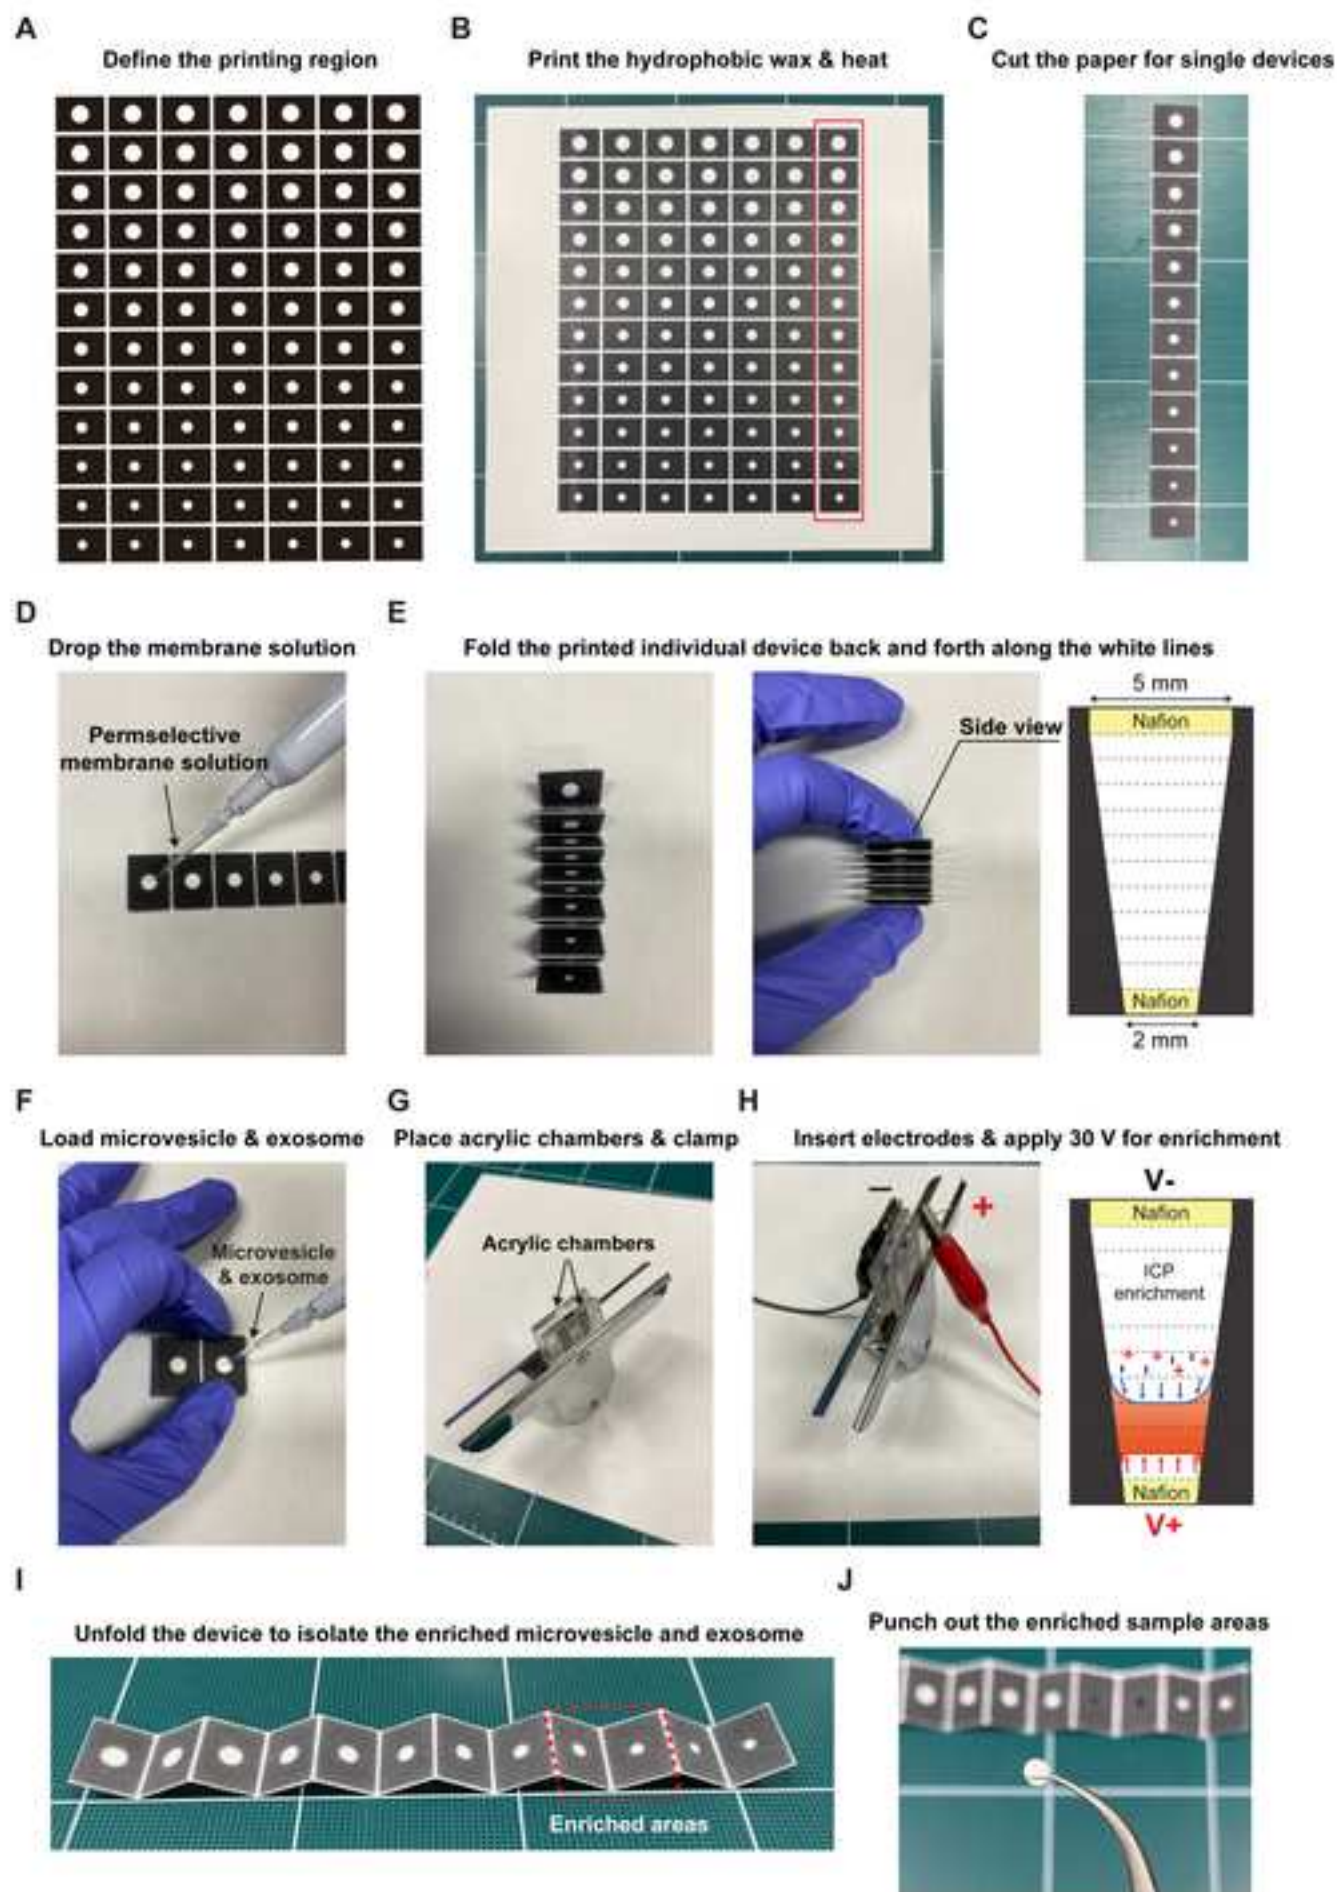 A
Define the printing region
B
Print the hydrophobic wax & heat
C
Cut the paper for single devices
D
Drop the membrane solution
Permselective
membrane solution
E
Fold the printed individual device back and forth along the white lines
Side view
5 mm
Nafion
Nafion
2 mm
F
Load microvesicle & exosome
Microvesicle
& exosome
G
Place acrylic chambers & clamp
Acrylic chambers
H
Insert electrodes & apply 30 V for enrichment
−
+
V-
Nafion
ICP
enrichment
+ + + +
Nafion
V+
I
Unfold the device to isolate the enriched microvesicle and exosome
Enriched areas
J
Punch out the enriched sample areas